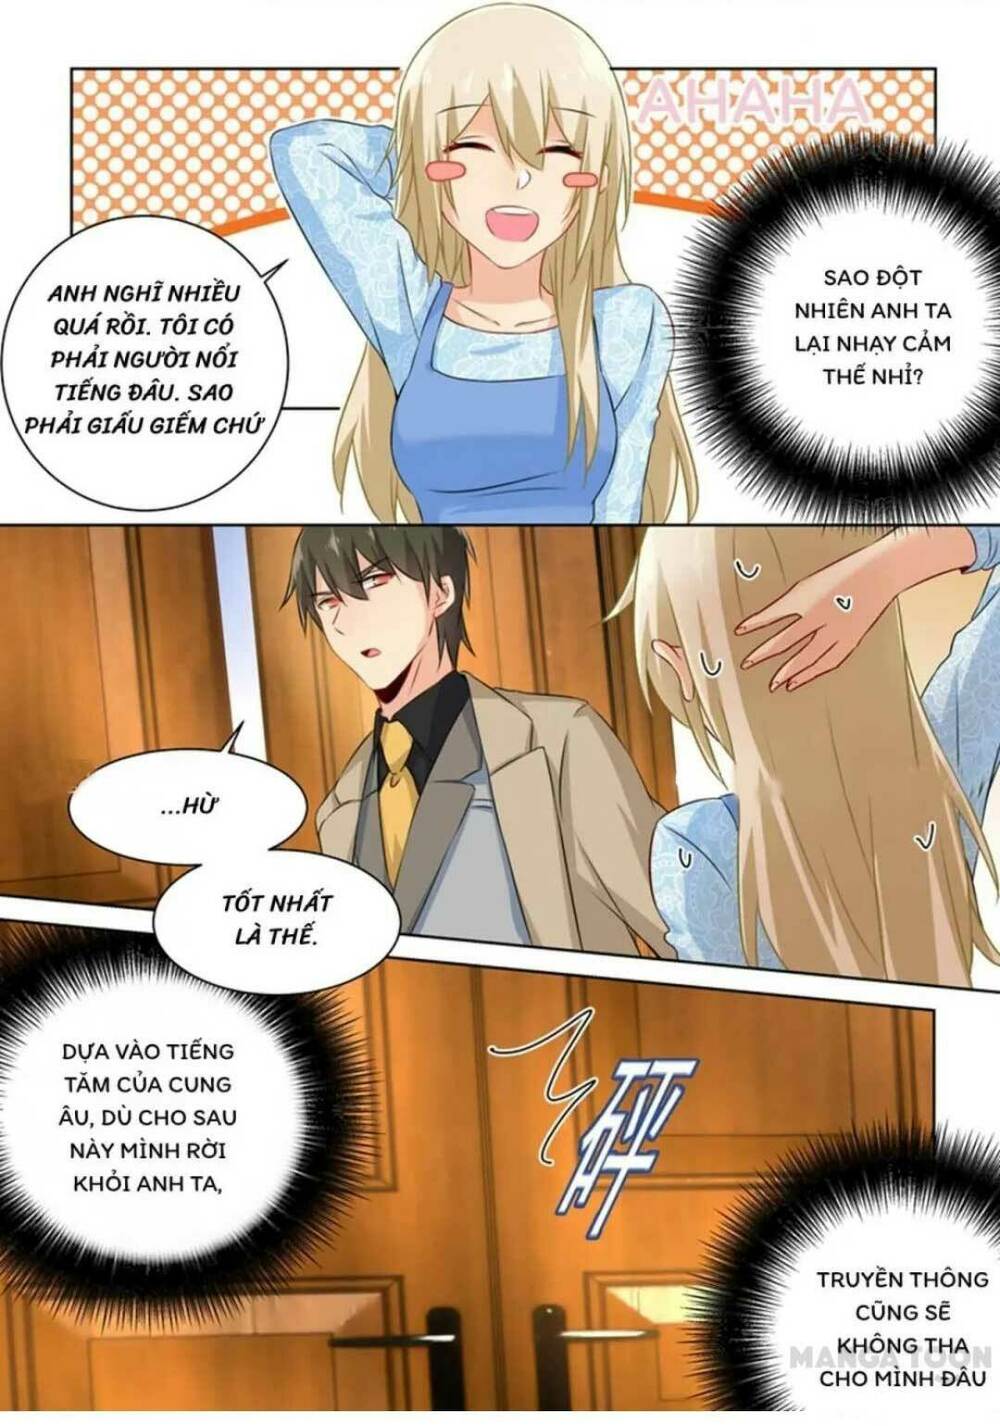 AHAHA
ANH NGHĨ NHIỀU
QUÁ RỒI. TÔI CÓ
PHẢI NGƯỜI NỔI
TIẾNG ĐÂU. SAO
PHẢI GIẤU GIẾM CHỨ
SAO ĐỘT
NHIÊN ANH TA
LẠI NHẠY CẢM
THẾ NHỈ?
...HỪ
TỐT NHẤT
LÀ THẾ.
DỰA VÀO TIẾNG
TĂM CỦA CUNG
ÂU, DÙ CHO SAU
NÀY MÌNH RỜI
KHỎI ANH TA,
砰
TRUYỀN THÔNG
CŨNG SẼ
KHÔNG THA
CHO MÌNH ĐÂU
MANGATOON